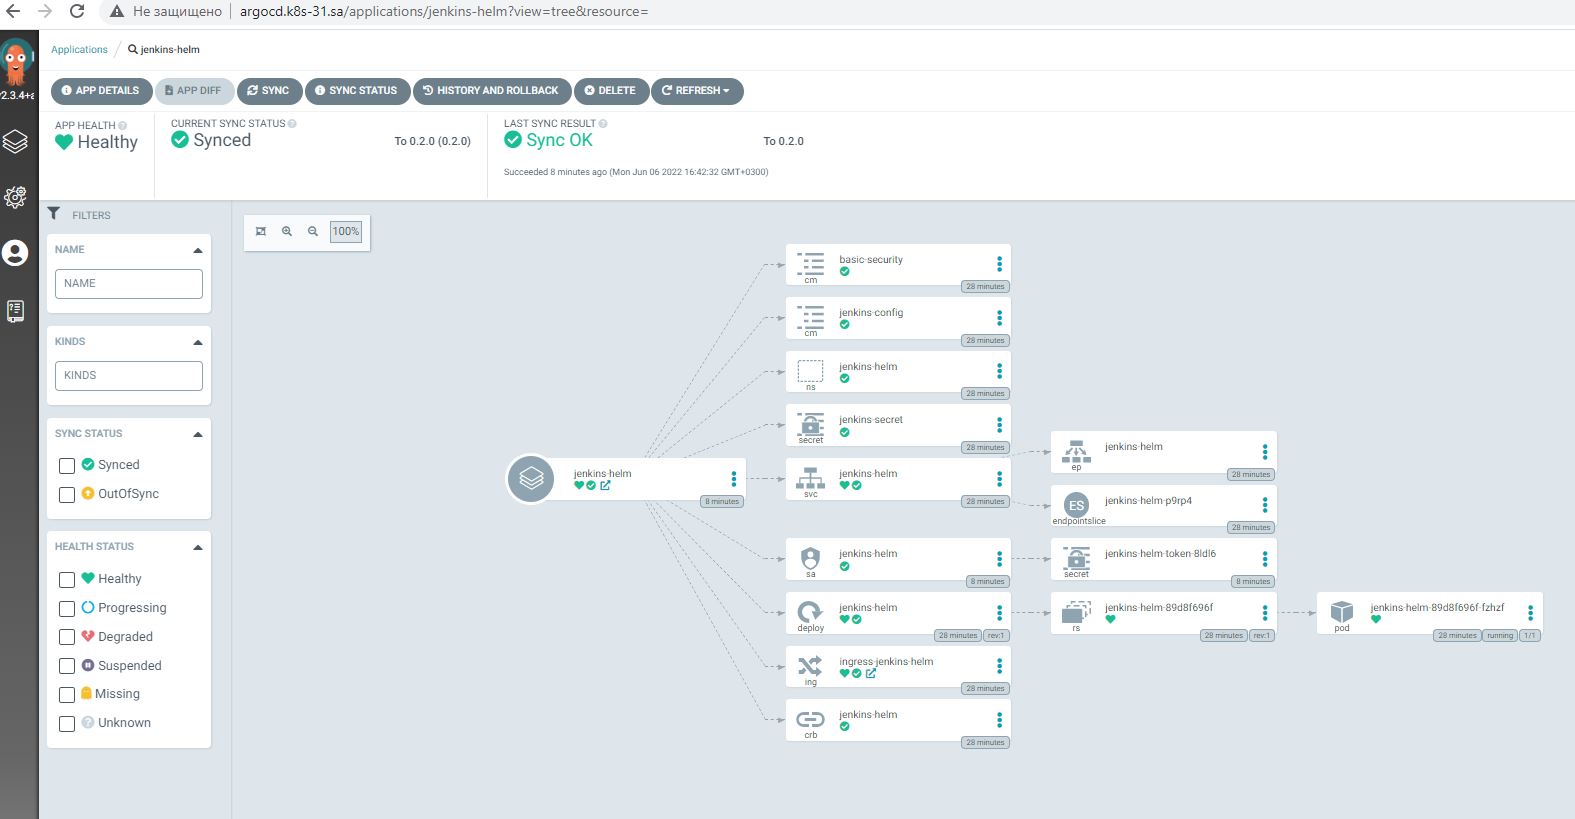 Не защищено argocd.k8s-31.sa/applications/jenkins-helm?view=tree&resource=
Applications / jenkins-helm
APP DETAILS APP DIFF SYNC SYNC STATUS HISTORY AND ROLLBACK DELETE REFRESH
APP HEALTH
Healthy
CURRENT SYNC STATUS
Synced To 0.2.0 (0.2.0)
LAST SYNC RESULT
Sync OK To 0.2.0
Succeeded 8 minutes ago (Mon Jun 06 2022 16:42:32 GMT+0300)
FILTERS
NAME
NAME
KINDS
KINDS
SYNC STATUS
Synced
OutOfSync
HEALTH STATUS
Healthy
Progressing
Degraded
Suspended
Missing
Unknown
100%
jenkins-helm
8 minutes
basic-security
cm
28 minutes
jenkins-config
cm
28 minutes
jenkins-helm
ns
28 minutes
jenkins-secret
secret
28 minutes
jenkins-helm
svc
28 minutes
jenkins-helm
ep
28 minutes
ES
jenkins-helm-p9rp4
endpointslice
28 minutes
jenkins-helm
sa
8 minutes
jenkins-helm-token-8ldl6
secret
8 minutes
jenkins-helm
deploy
28 minutes rev:1
jenkins-helm-89d8f696f
rs
28 minutes rev:1
jenkins-helm-89d8f696f-fzhzf
pod
28 minutes running 1/1
ingress-jenkins-helm
ing
28 minutes
jenkins-helm
crb
28 minutes